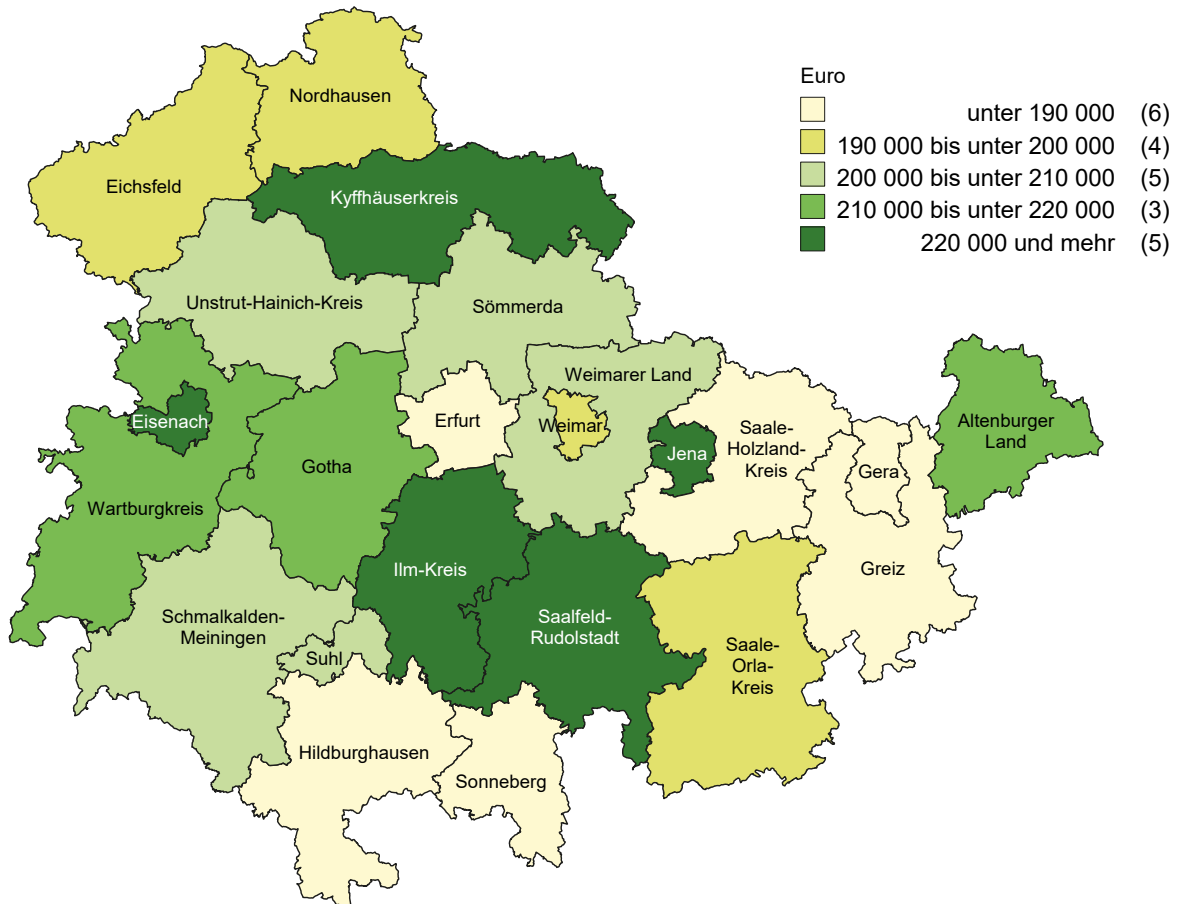 Euro
unter 190 000 (6)
190 000 bis unter 200 000 (4)
200 000 bis unter 210 000 (5)
210 000 bis unter 220 000 (3)
220 000 und mehr (5)
Nordhausen
Eichsfeld
Kyffhäuserkreis
Unstrut-Hainich-Kreis
Sömmerda
Weimarer Land
Eisenach
Erfurt
Weimar
Jena
Saale-
Holzland-
Kreis
Altenburger
Land
Gotha
Gera
Wartburgkreis
Ilm-Kreis
Greiz
Schmalkalden-
Meiningen
Saalfeld-
Rudolstadt
Suhl
Saale-
Orla-
Kreis
Hildburghausen
Sonneberg